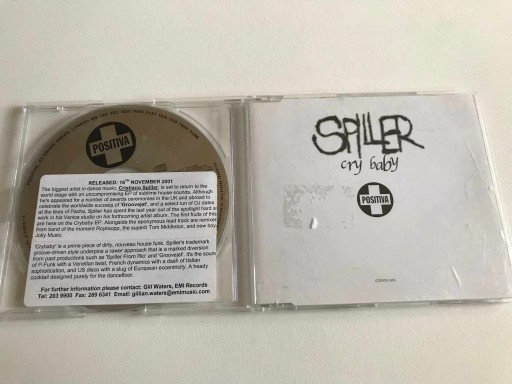 POSITIVA
RELEASED: 16TH NOVEMBER 2001
The biggest artist in dance music, Cristiano Spiller, is set to return to the
world stage with an uncompromising EP of sublime house sounds. Although
he's appeared for a number of awards ceremonies in the UK and abroad to
celebrate the worldwide success of 'Groovejet', and a select run of DJ dates
at the likes of Pasha, Spiller has spent the last year out of the spotlight hard at
work in his Venice studio on his forthcoming artist album. The first fruits of this
are here on the Crybaby EP. Alongside the eponymous lead track are remixes
from band of the moment Royksopp, the superb Tom Middleton, and new boy
Jolly Music.
'Crybaby' is a prime piece of dirty, nouveau house funk. Spiller's trademark
groove-driven style underpins a rawer approach that is a marked diversion
from past productions such as 'Spiller From Rio' and 'Groovejet'. It's the sound
of P-Funk with a Venetian twist, French dynamics with a dash of Italian
sophistication, and US disco with a slug of European eccentricity. A heady
cocktail designed purely for the dancefloor.
For further information please contact: Gill Waters, EMI Records
Tel: 203 9900 Fax: 269 6341 Email: gillian.waters@emimusic.com
SPILLER
cry baby
POSITIVA